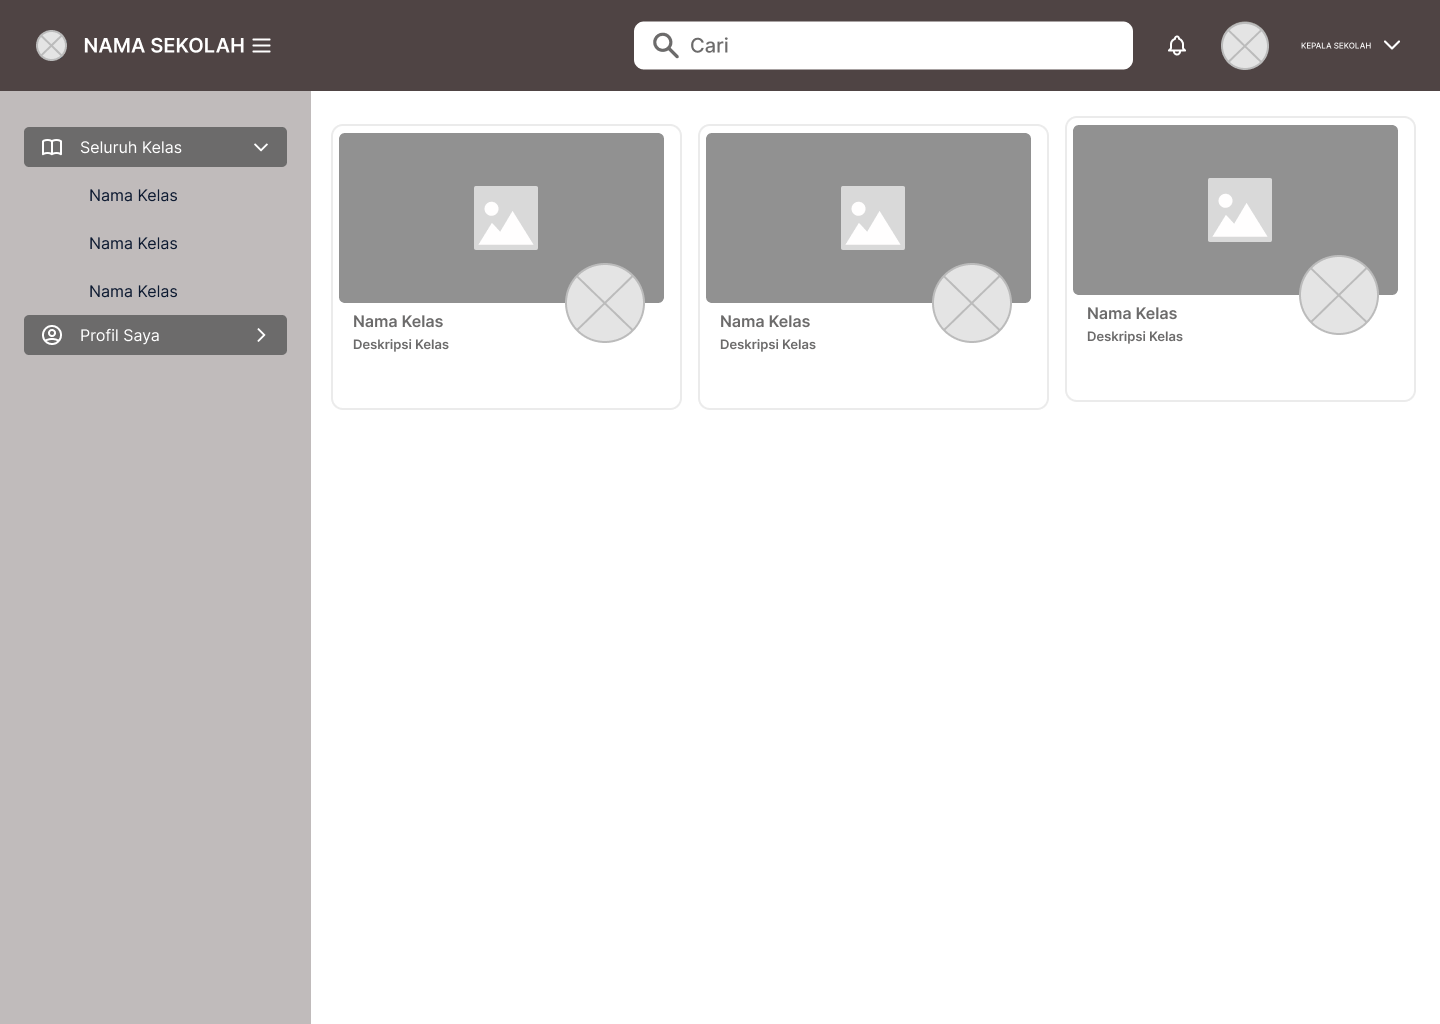 NAMA SEKOLAH
Cari
KEPALA SEKOLAH
Seluruh Kelas
Nama Kelas
Nama Kelas
Nama Kelas
Profil Saya
Nama Kelas
Deskripsi Kelas
Nama Kelas
Deskripsi Kelas
Nama Kelas
Deskripsi Kelas